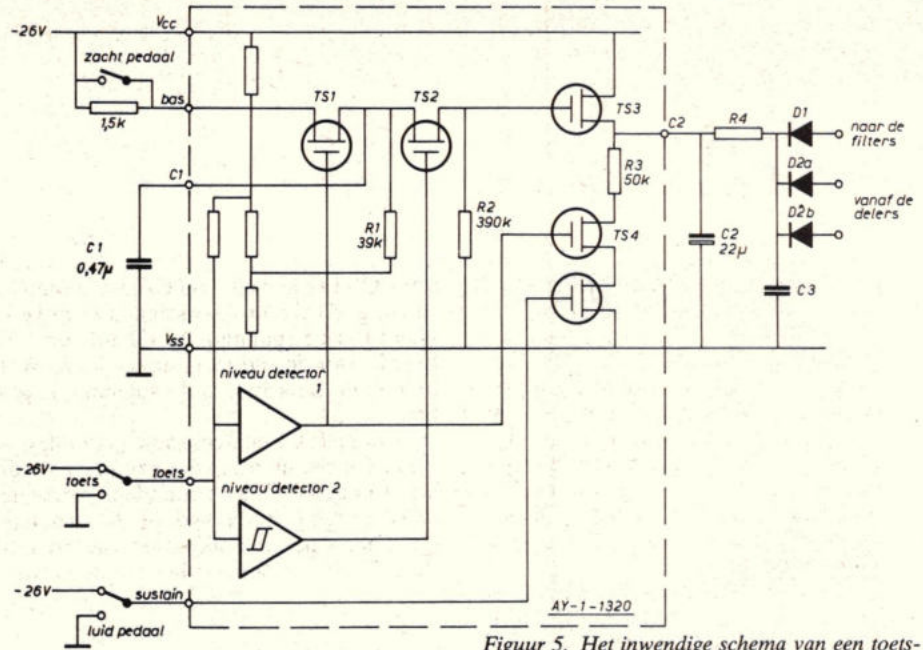 -26V
Vcc
zacht pedaal
1,5k
bas
TS1
TS2
TS3
C2
R4
D1
naar de
filters
D2a
vanaf de
delers
D2b
C1
R3
50k
TS4
C2
22µ
C3
C1
0,47µ
R1
39k
R2
390k
Vss
niveau detector
1
-26V
toets
toets
niveau detector 2
-26V
sustain
luid pedaal
AY-1-1320
Figuur 5. Het inwendige schema van een toets-